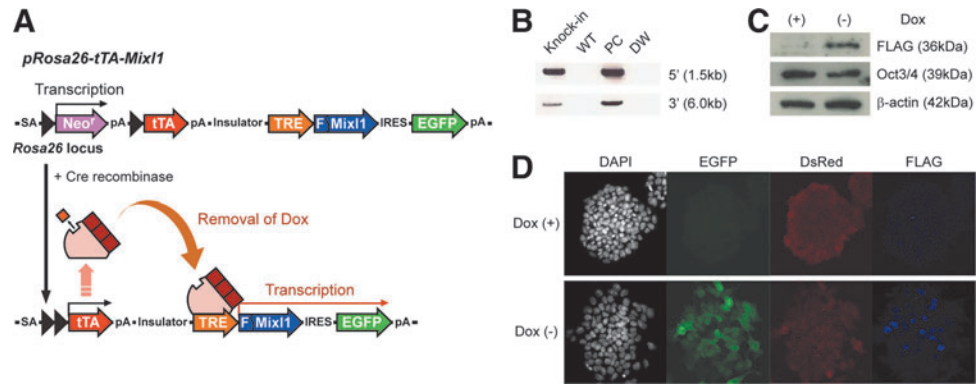 A
pRosa26-tTA-Mixl1
Transcription
SA Neoʳ pA tTA pA Insulator TRE F Mixl1 IRES EGFP pA
Rosa26 locus
+ Cre recombinase
Removal of Dox
Transcription
SA tTA pA Insulator TRE F Mixl1 IRES EGFP pA
B
Knock-in WT PC DW
5' (1.5kb)
3' (6.0kb)
C
(+) (-) Dox
FLAG (36kDa)
Oct3/4 (39kDa)
β-actin (42kDa)
D
DAPI EGFP DsRed FLAG
Dox (+)
Dox (-)